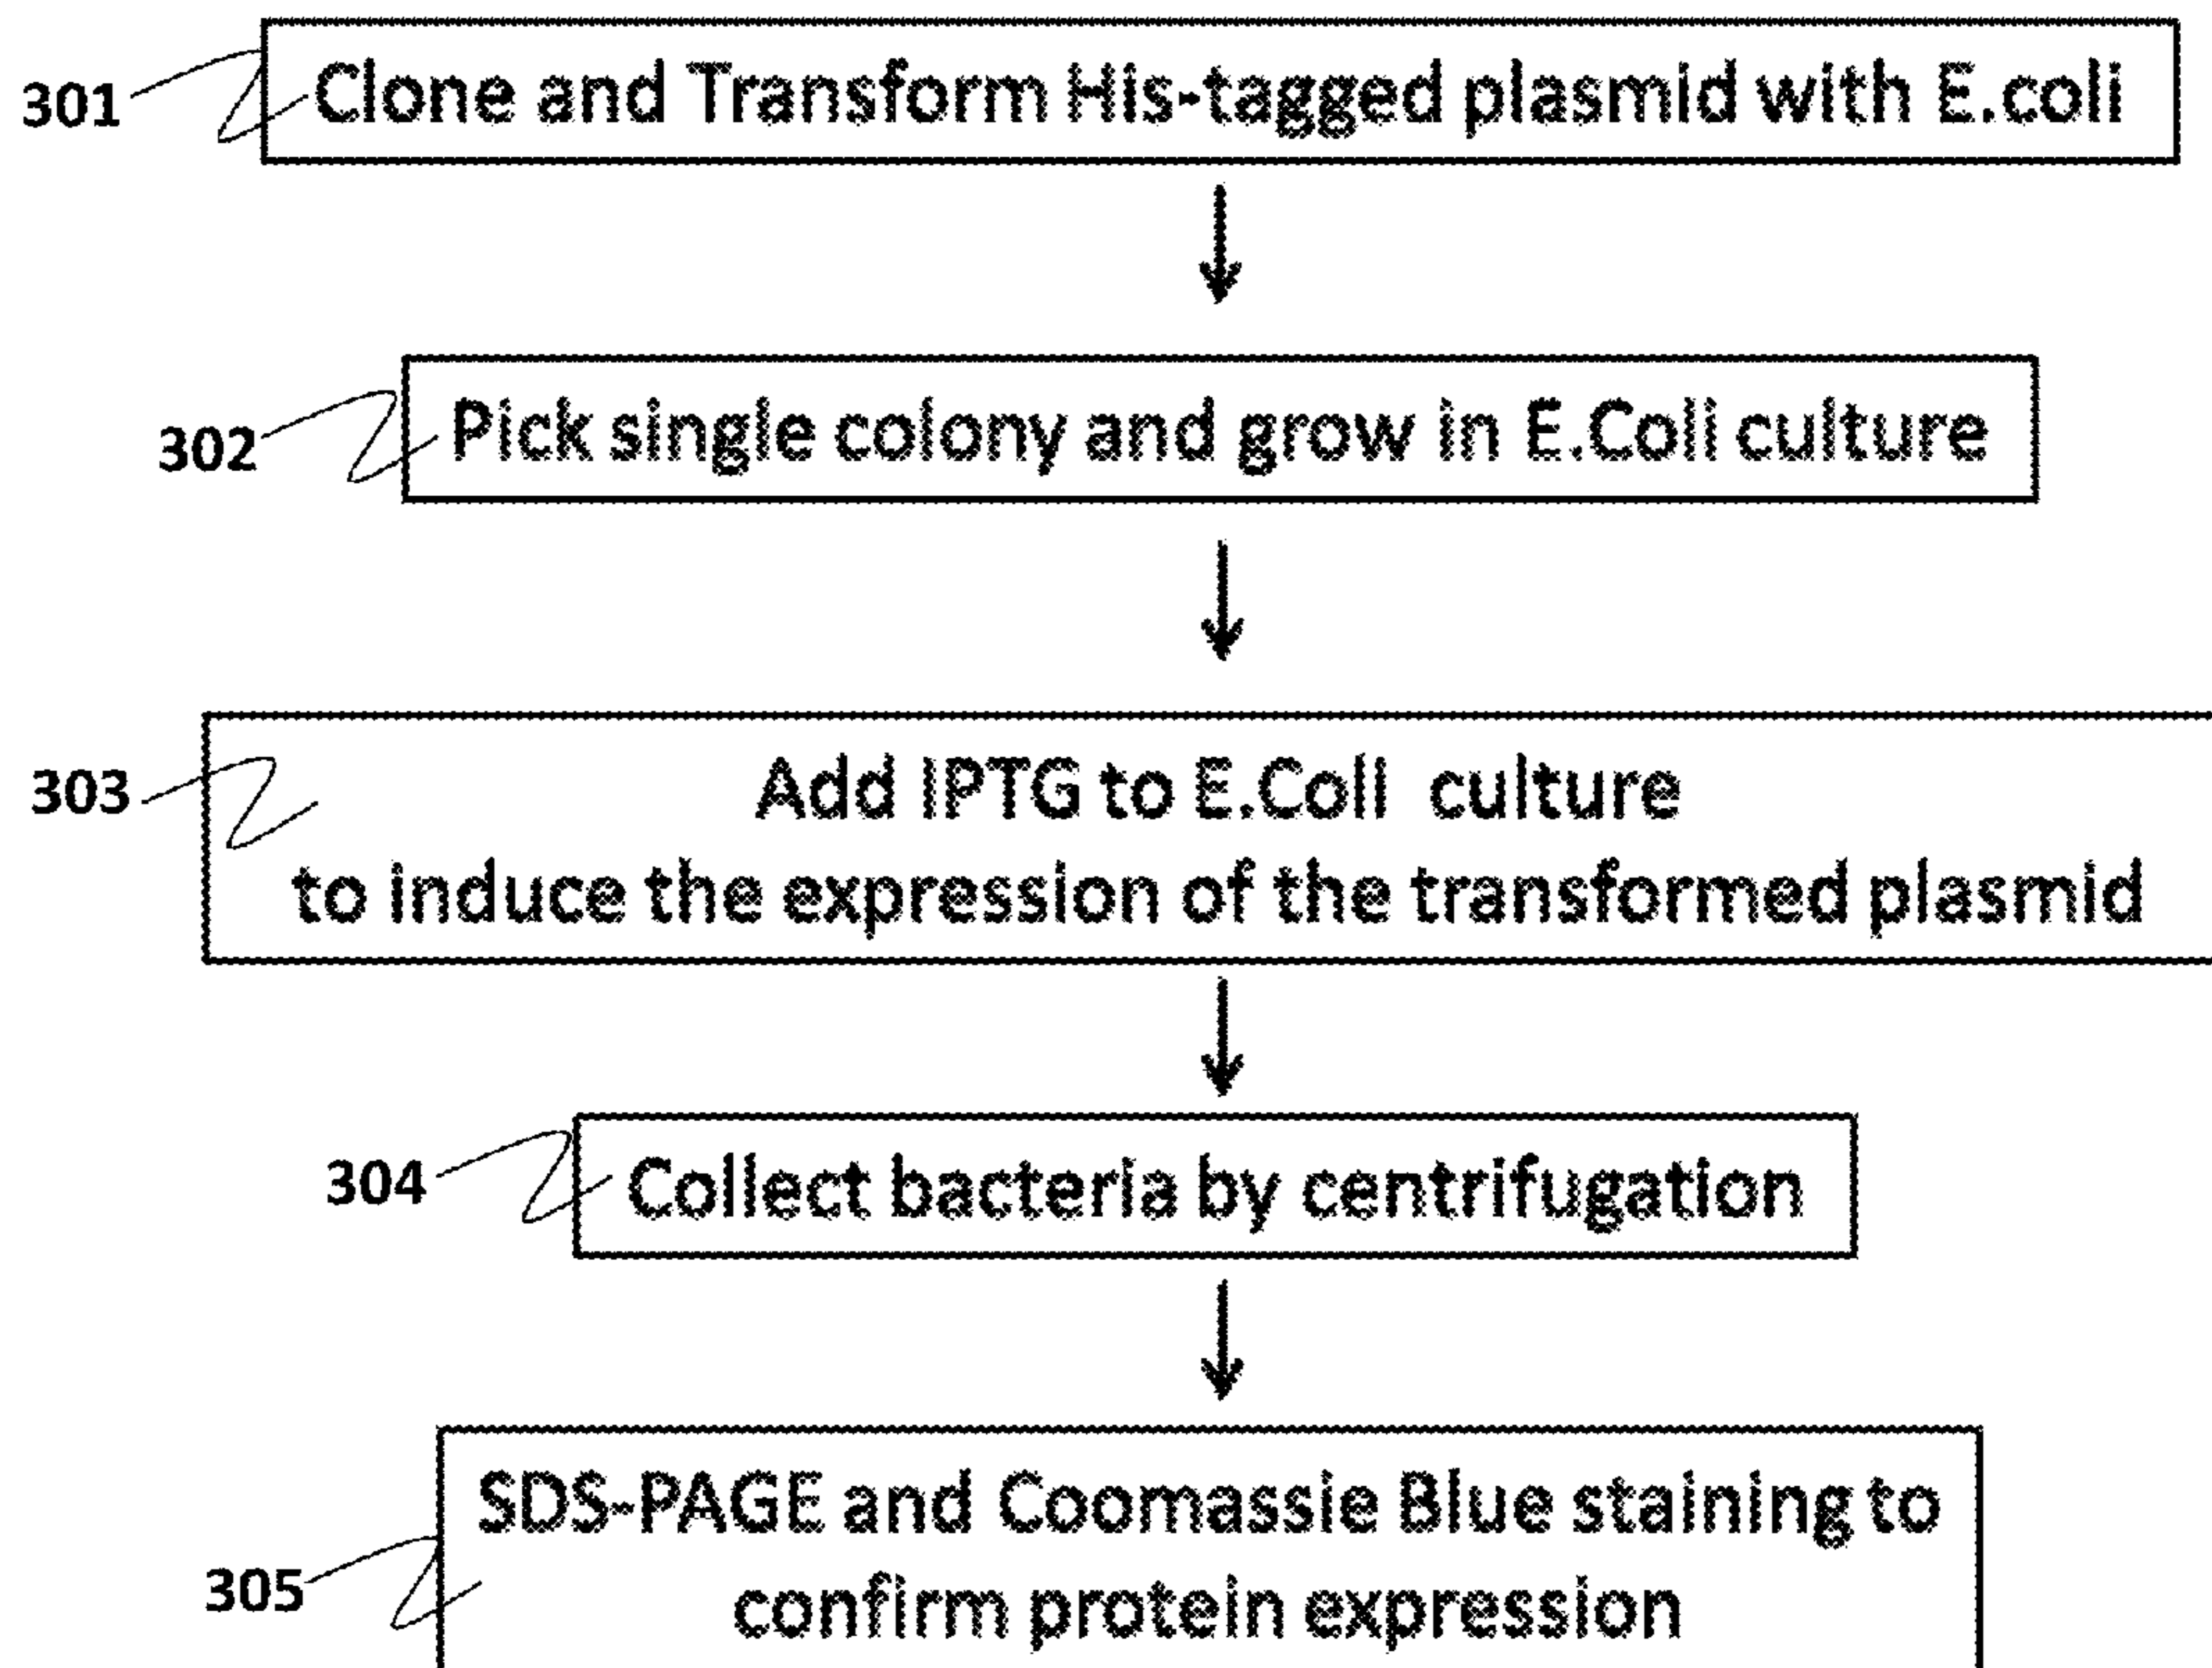 301 Clone and Transform His-tagged plasmid with E.coli
302 Pick single colony and grow in E.Coli culture
303 Add IPTG to E.Coli culture
to induce the expression of the transformed plasmid
304 Collect bacteria by centrifugation
SDS-PAGE and Coomassie Blue staining to
305 confirm protein expression